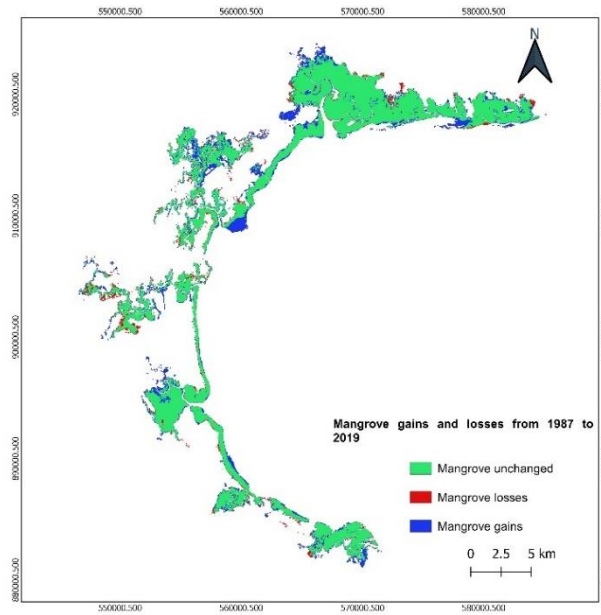 550000.500 560000.500 570000.500 580000.500
N
920000.500
910000.500
900000.500
890000.500
880000.500
Mangrove gains and losses from 1987 to
2019
Mangrove unchanged
Mangrove losses
Mangrove gains
0 2.5 5 km
550000.500 560000.500 570000.500 580000.500